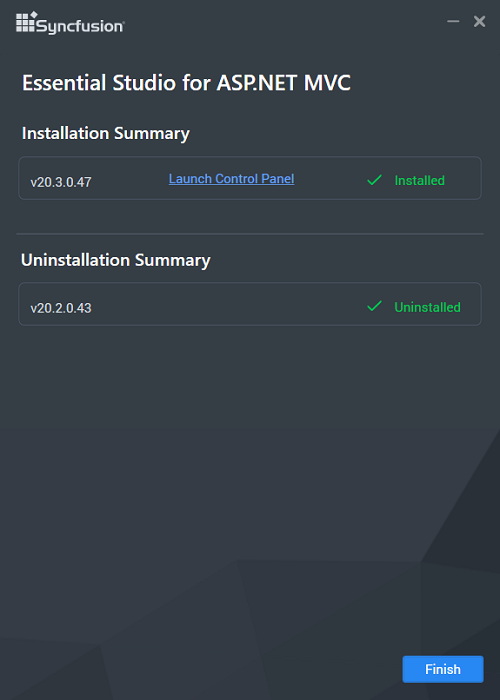 Syncfusion®
Essential Studio for ASP.NET MVC
Installation Summary
v20.3.0.47 Launch Control Panel Installed
Uninstallation Summary
v20.2.0.43 Uninstalled
Finish